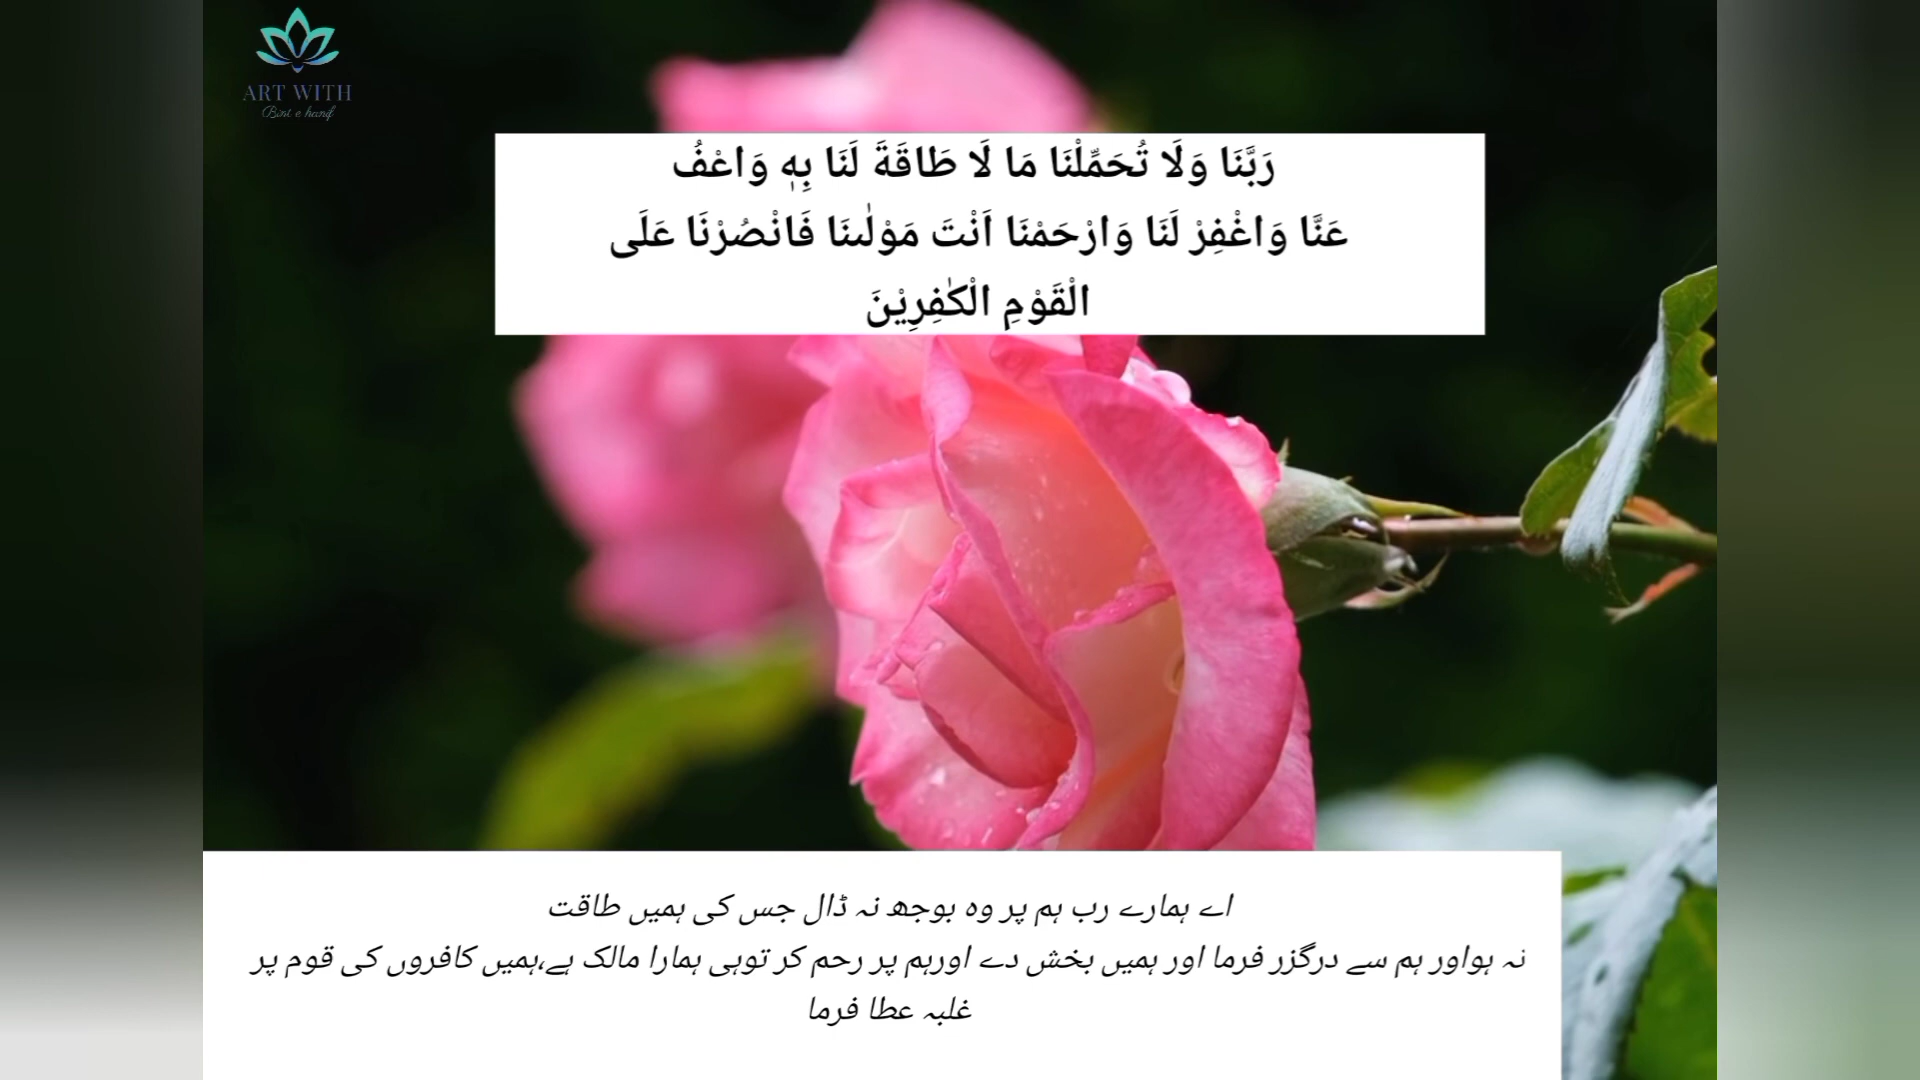 ART WITH
Bint e hanif
رَبَّنَا وَلَا تُحَمِّلْنَا مَا لَا طَاقَةَ لَنَا بِهٖ وَاعْفُ
عَنَّا وَاغْفِرْ لَنَا وَارْحَمْنَا اَنْتَ مَوْلٰىنَا فَانْصُرْنَا عَلَى
الْقَوْمِ الْكٰفِرِيْنَ
اے ہمارے رب ہم پر وہ بوجھ نہ ڈال جس کی ہمیں طاقت
نہ ہواور ہم سے درگزر فرما اور ہمیں بخش دے اورہم پر رحم کر توہی ہمارا مالک ہے،ہمیں کافروں کی قوم پر
غلبہ عطا فرما